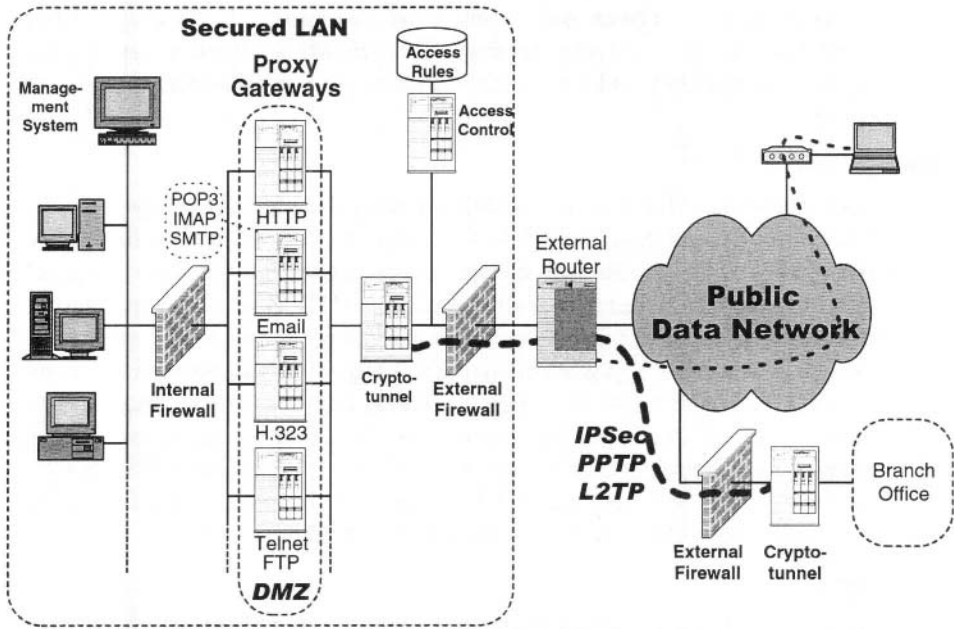 Secured LAN
Manage-
ment
System
Proxy
Gateways
Access
Rules
Access
Control
POP3
IMAP
SMTP
HTTP
Email
H.323
Telnet
FTP
DMZ
Internal
Firewall
Crypto-
tunnel
External
Firewall
External
Router
Public
Data Network
IPSec
PPTP
L2TP
External
Firewall
Crypto-
tunnel
Branch
Office